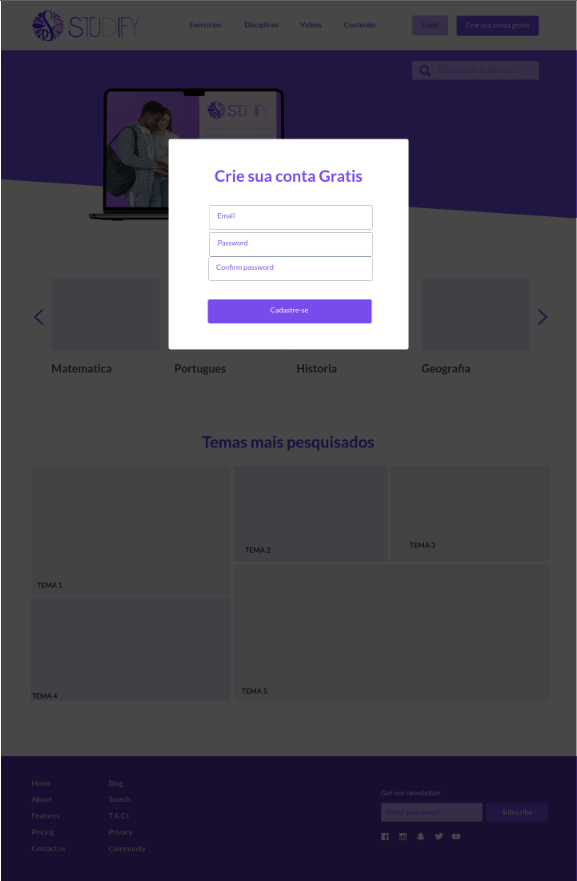 STUDIFY
Exercicios Disciplinas Videos Conteudo Login Crie sua conta gratis
Pesquise o tema...
STUDIFY
Crie sua conta Gratis
Email
Password
Confirm password
Cadastre-se
Matematica Portugues Historia Geografia
Temas mais pesquisados
TEMA 1
TEMA 2
TEMA 3
TEMA 4
TEMA 5
Home Blog
About Search
Features T & Cs
Pricing Privacy
Contact us Community
Get our newsletter
Enter your email
Subscribe